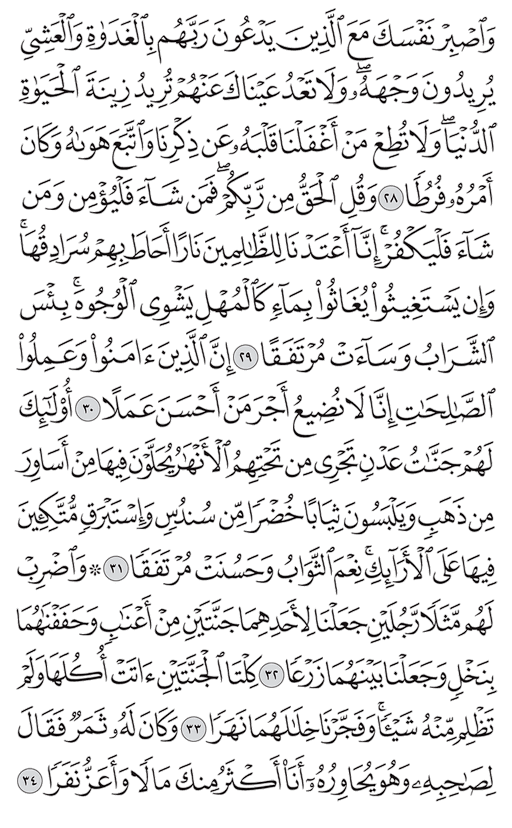 وَٱصۡبِرۡ نَفۡسَكَ مَعَ ٱلَّذِينَ يَدۡعُونَ رَبَّهُم بِٱلۡغَدَوٰةِ وَٱلۡعَشِيِّ
يُرِيدُونَ وَجۡهَهُۥۖ وَلَا تَعۡدُ عَيۡنَاكَ عَنۡهُمۡ تُرِيدُ زِينَةَ ٱلۡحَيَوٰةِ
ٱلدُّنۡيَاۖ وَلَا تُطِعۡ مَنۡ أَغۡفَلۡنَا قَلۡبَهُۥ عَن ذِكۡرِنَا وَٱتَّبَعَ هَوَىٰهُ وَكَانَ
أَمۡرُهُۥ فُرُطٗا ٢٨ وَقُلِ ٱلۡحَقُّ مِن رَّبِّكُمۡۖ فَمَن شَآءَ فَلۡيُؤۡمِن وَمَن
شَآءَ فَلۡيَكۡفُرۡۚ إِنَّآ أَعۡتَدۡنَا لِلظَّٰلِمِينَ نَارًا أَحَاطَ بِهِمۡ سُرَادِقُهَاۚ
وَإِن يَسۡتَغِيثُواْ يُغَاثُواْ بِمَآءٖ كَٱلۡمُهۡلِ يَشۡوِي ٱلۡوُجُوهَۚ بِئۡسَ
ٱلشَّرَابُ وَسَآءَتۡ مُرۡتَفَقًا ٢٩ إِنَّ ٱلَّذِينَ ءَامَنُواْ وَعَمِلُواْ
ٱلصَّٰلِحَٰتِ إِنَّا لَا نُضِيعُ أَجۡرَ مَنۡ أَحۡسَنَ عَمَلًا ٣٠ أُوْلَٰٓئِكَ
لَهُمۡ جَنَّٰتُ عَدۡنٖ تَجۡرِي مِن تَحۡتِهِمُ ٱلۡأَنۡهَٰرُ يُحَلَّوۡنَ فِيهَا مِنۡ أَسَاوِرَ
مِن ذَهَبٖ وَيَلۡبَسُونَ ثِيَابًا خُضۡرٗا مِّن سُندُسٖ وَإِسۡتَبۡرَقٖ مُّتَّكِـِٔينَ
فِيهَا عَلَى ٱلۡأَرَآئِكِۚ نِعۡمَ ٱلثَّوَابُ وَحَسُنَتۡ مُرۡتَفَقٗا ٣١ ۞ وَٱضۡرِبۡ
لَهُم مَّثَلٗا رَّجُلَيۡنِ جَعَلۡنَا لِأَحَدِهِمَا جَنَّتَيۡنِ مِنۡ أَعۡنَٰبٖ وَحَفَفۡنَٰهُمَا
بِنَخۡلٖ وَجَعَلۡنَا بَيۡنَهُمَا زَرۡعٗا ٣٢ كِلۡتَا ٱلۡجَنَّتَيۡنِ ءَاتَتۡ أُكُلَهَا وَلَمۡ
تَظۡلِم مِّنۡهُ شَيۡـٔٗاۚ وَفَجَّرۡنَا خِلَٰلَهُمَا نَهَرٗا ٣٣ وَكَانَ لَهُۥ ثَمَرٞ فَقَالَ
لِصَٰحِبِهِۦ وَهُوَ يُحَاوِرُهُۥٓ أَنَا۠ أَكۡثَرُ مِنكَ مَالٗا وَأَعَزُّ نَفَرٗا ٣٤